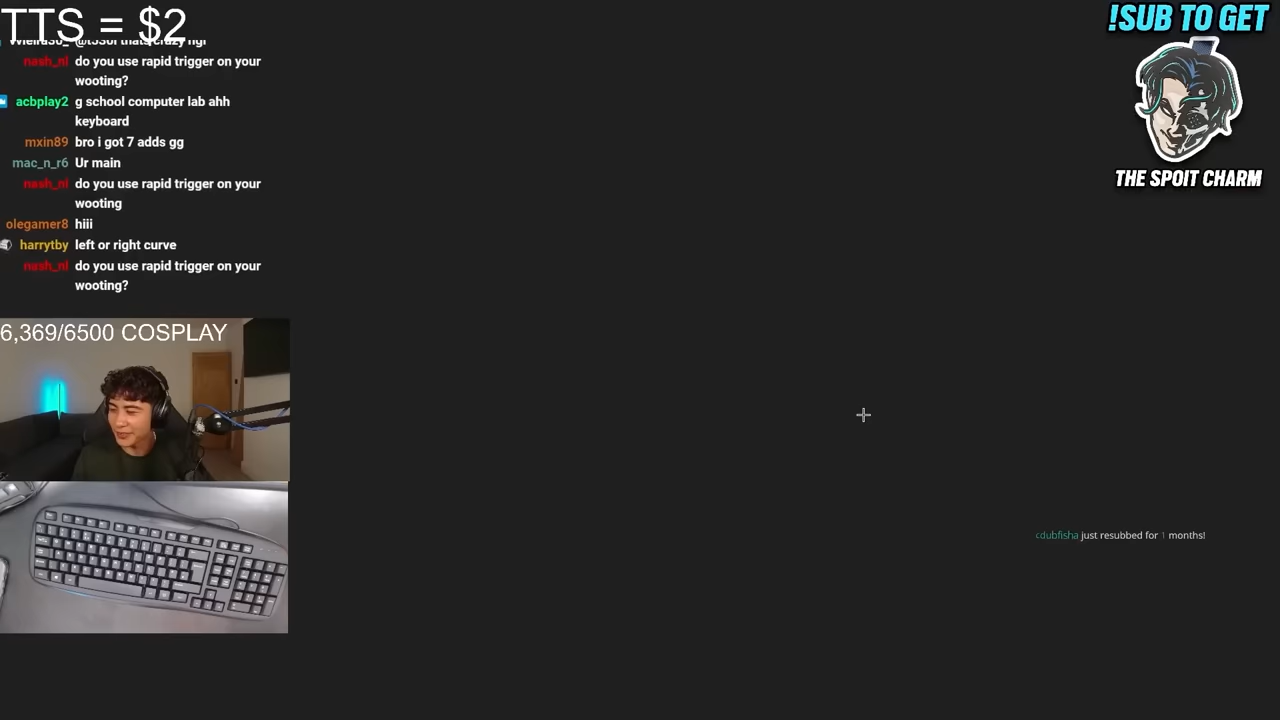 TTS = $2
do you use rapid trigger on your
wooting?
nash_nl
acbplay2 g school computer lab ahh
keyboard
mxin89 bro i got 7 adds gg
mac_n_r6 Ur main
nash_nl do you use rapid trigger on your
wooting
olegamer8 hiii
harrytby left or right curve
nash_nl do you use rapid trigger on your
wooting?
6,369/6500 COSPLAY
!SUB TO GET
THE SPOIT CHARM
cdubfisha just resubbed for 1 months!